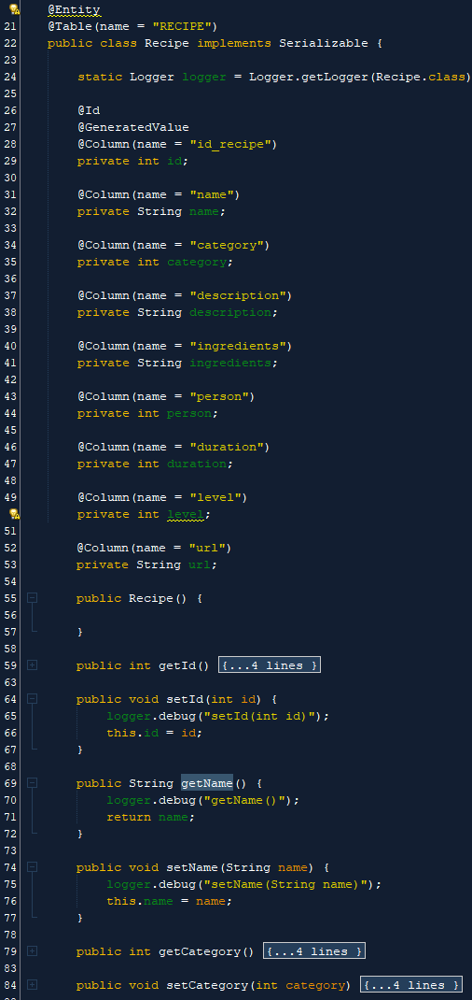 @Entity
21 @Table(name = "RECIPE")
22 public class Recipe implements Serializable {
23
24 static Logger logger = Logger.getLogger(Recipe.class)
25
26 @Id
27 @GeneratedValue
28 @Column(name = "id_recipe")
29 private int id;
30
31 @Column(name = "name")
32 private String name;
33
34 @Column(name = "category")
35 private int category;
36
37 @Column(name = "description")
38 private String description;
39
40 @Column(name = "ingredients")
41 private String ingredients;
42
43 @Column(name = "person")
44 private int person;
45
46 @Column(name = "duration")
47 private int duration;
48
49 @Column(name = "level")
private int level;
51
52 @Column(name = "url")
53 private String url;
54
55 public Recipe() {
56
57 }
58
59 public int getId() {...4 lines }
63
64 public void setId(int id) {
65 logger.debug("setId(int id)");
66 this.id = id;
67 }
68
69 public String getName() {
70 logger.debug("getName()");
71 return name;
72 }
73
74 public void setName(String name) {
75 logger.debug("setName(String name)");
76 this.name = name;
77 }
78
79 public int getCategory() {...4 lines }
83
84 public void setCategory(int category) {...4 lines }